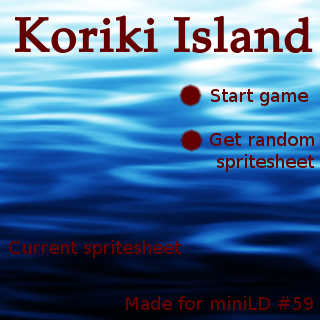 Koriki Island
Start game
Get random
spritesheet
Current spritesheet
Made for miniLD #59